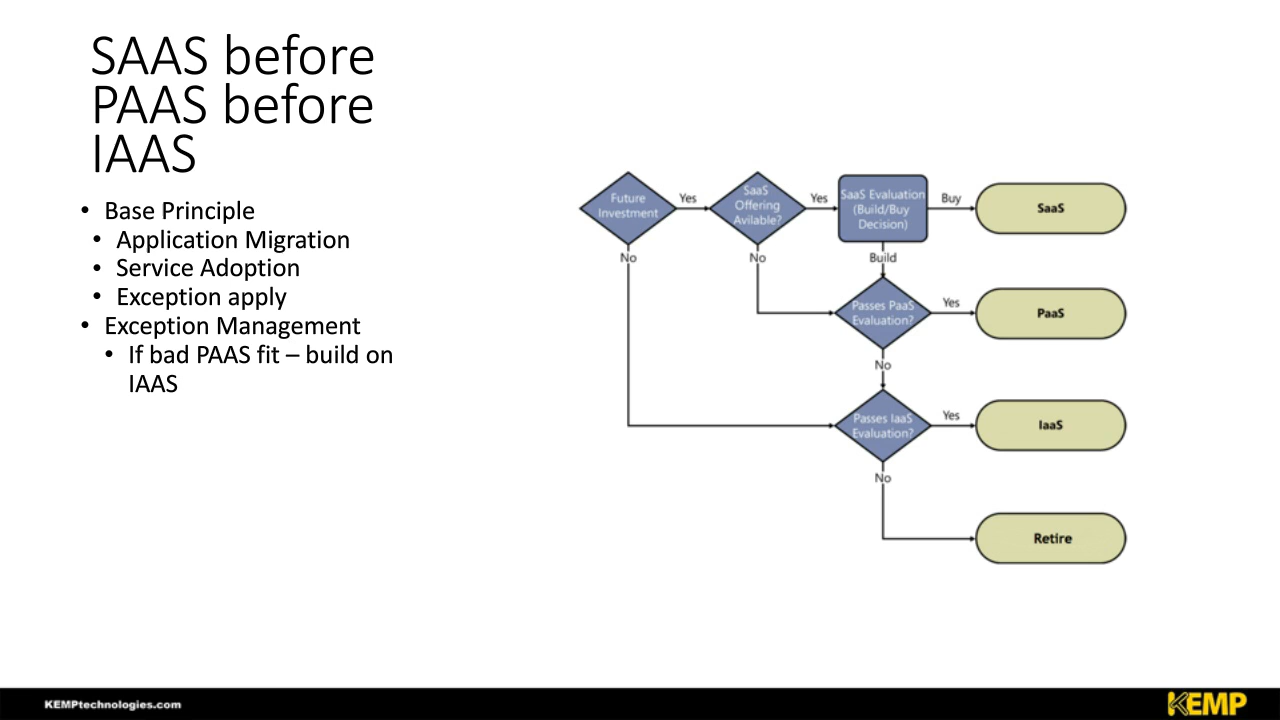 SAAS before
PAAS before
IAAS
• Base Principle
• Application Migration
• Service Adoption
• Exception apply
• Exception Management
• If bad PAAS fit – build on
IAAS
Future
Investment
Yes
SaaS
Offering
Avilable?
Yes
SaaS Evaluation
(Build/Buy
Decision)
Buy
SaaS
No
No
Build
Passes PaaS
Evaluation?
Yes
PaaS
No
Passes IaaS
Evaluation?
Yes
IaaS
No
Retire
KEMPtechnologies.com
KEMP